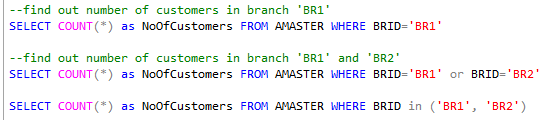 --find out number of customers in branch 'BR1'
SELECT COUNT(*) as NoOfCustomers FROM AMASTER WHERE BRID='BR1'
--find out number of customers in branch 'BR1' and 'BR2'
SELECT COUNT(*) as NoOfCustomers FROM AMASTER WHERE BRID='BR1' or BRID='BR2'
SELECT COUNT(*) as NoOfCustomers FROM AMASTER WHERE BRID in ('BR1', 'BR2')